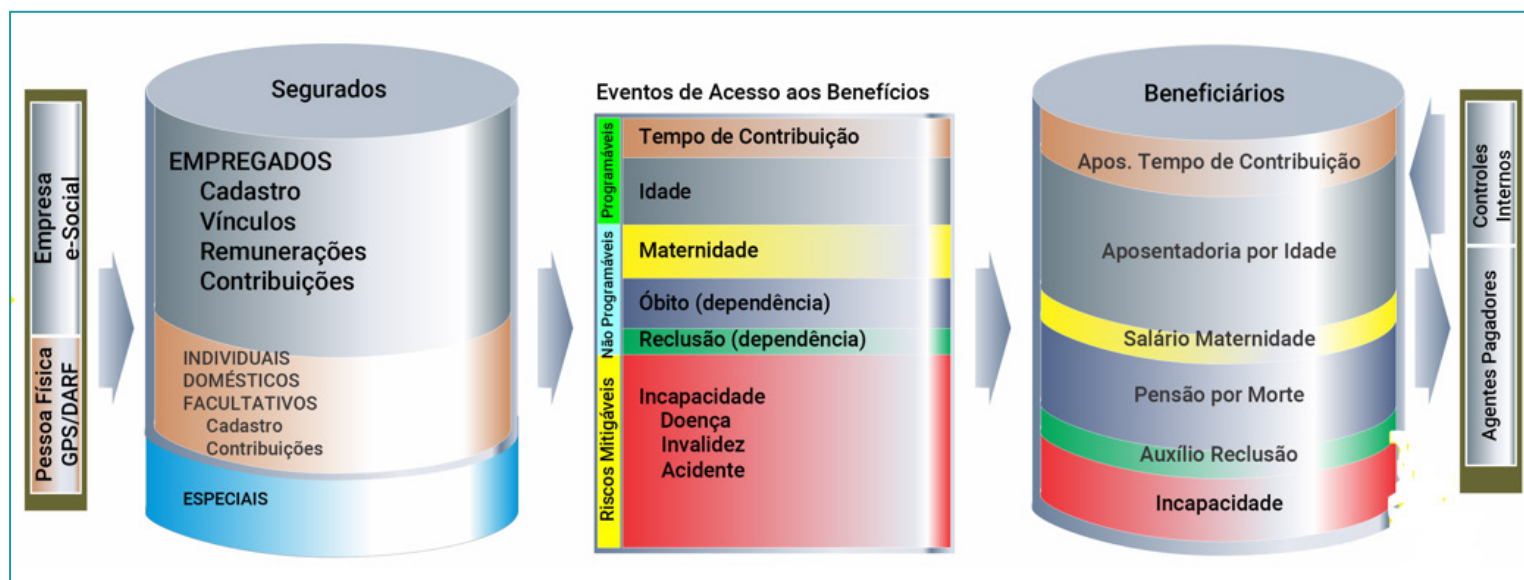 Empresa
e-Social
Pessoa Física
GPS/DARF
Segurados
EMPREGADOS
Cadastro
Vínculos
Remunerações
Contribuições
INDIVIDUAIS
DOMÉSTICOS
FACULTATIVOS
Cadastro
Contribuições
ESPECIAIS
Eventos de Acesso aos Benefícios
Programáveis
Tempo de Contribuição
Idade
Não Programáveis
Maternidade
Óbito (dependência)
Reclusão (dependência)
Riscos Mitigáveis
Incapacidade
Doença
Invalidez
Acidente
Beneficiários
Apos. Tempo de Contribuição
Aposentadoria por Idade
Salário Maternidade
Pensão por Morte
Auxílio Reclusão
Incapacidade
Controles
Internos
Agentes Pagadores